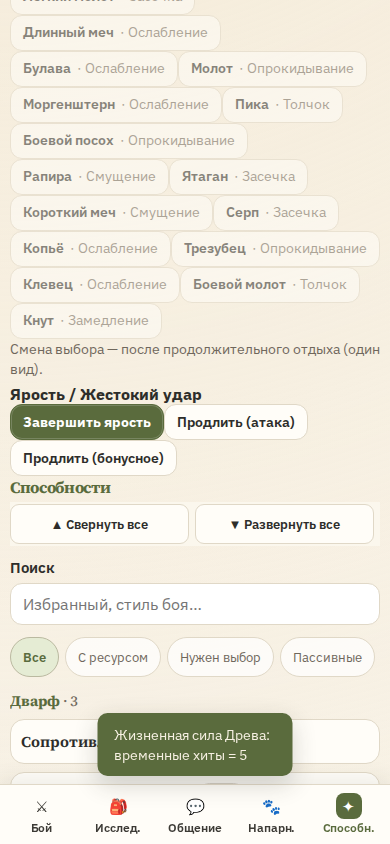 Длинный меч · Ослабление
Булава · Ослабление Молот · Опрокидывание
Моргенштерн · Ослабление Пика · Толчок
Боевой посох · Опрокидывание
Рапира · Смущение Ятаган · Засечка
Короткий меч · Смущение Серп · Засечка
Копьё · Ослабление Трезубец · Опрокидывание
Клевец · Ослабление Боевой молот · Толчок
Кнут · Замедление
Смена выбора — после продолжительного отдыха (один
вид).
Ярость / Жестокий удар
Завершить ярость Продлить (атака)
Продлить (бонусное)
Способности
▲ Свернуть все ▼ Развернуть все
Поиск
Избранный, стиль боя...
Все С ресурсом Нужен выбор Пассивные
Дварф · 3
Жизненная сила Древа:
временные хиты = 5
Бой Исслед. Общение Напарн. Способн.